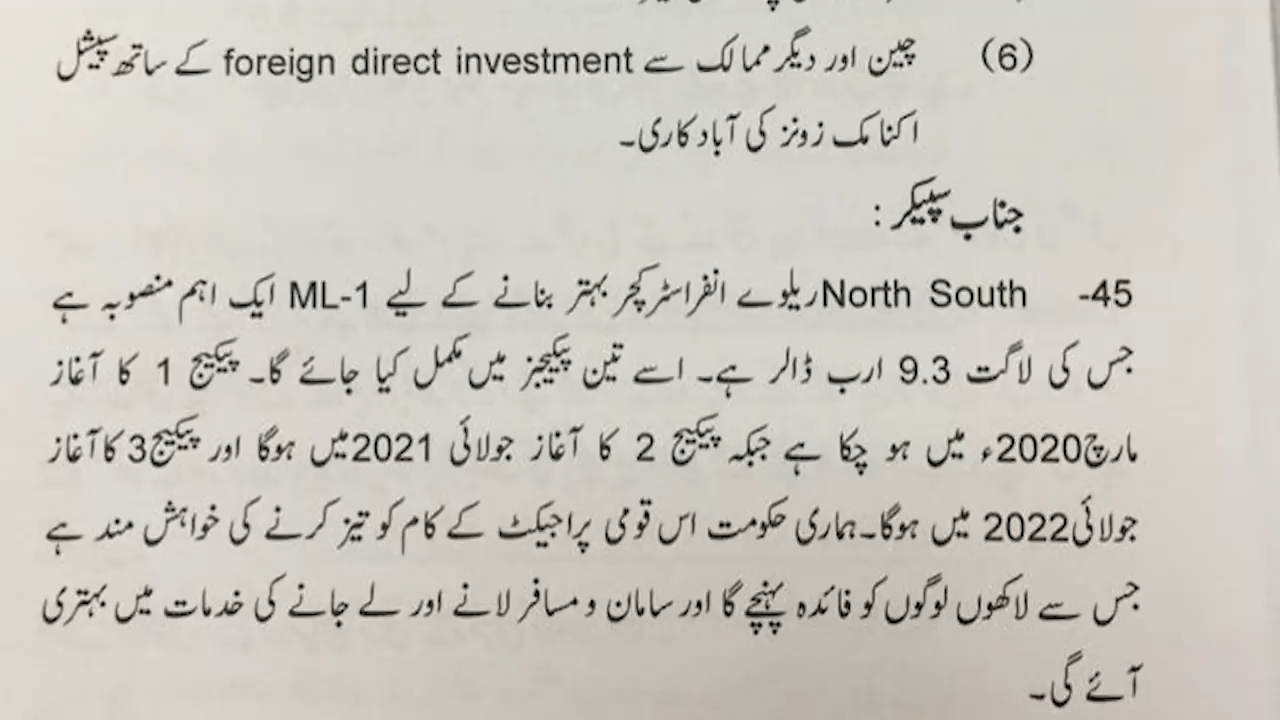 (6) چین اور دیگر ممالک سے foreign direct investment کے ساتھ سپیشل
اکنامک زونز کی آبادکاری۔
جناب سپیکر :
45- North South ریلوے انفراسٹرکچر بہتر بنانے کے لیے ML-1 ایک اہم منصوبہ ہے
جس کی لاگت 9.3 ارب ڈالر ہے۔ اسے تین پیکیجز میں مکمل کیا جائے گا۔ پیکیج 1 کا آغاز
مارچ2020ء میں ہو چکا ہے جبکہ پیکیج 2 کا آغاز جولائی 2021میں ہوگا اور پیکیج3 کا آغاز
جولائی2022 میں ہوگا۔ ہماری حکومت اس قومی پراجیکٹ کے کام کو تیز کرنے کی خواہش مند ہے
جس سے لاکھوں لوگوں کو فائدہ پہنچے گا اور سامان و مسافر لانے اور لے جانے کی خدمات میں بہتری
آئے گی۔